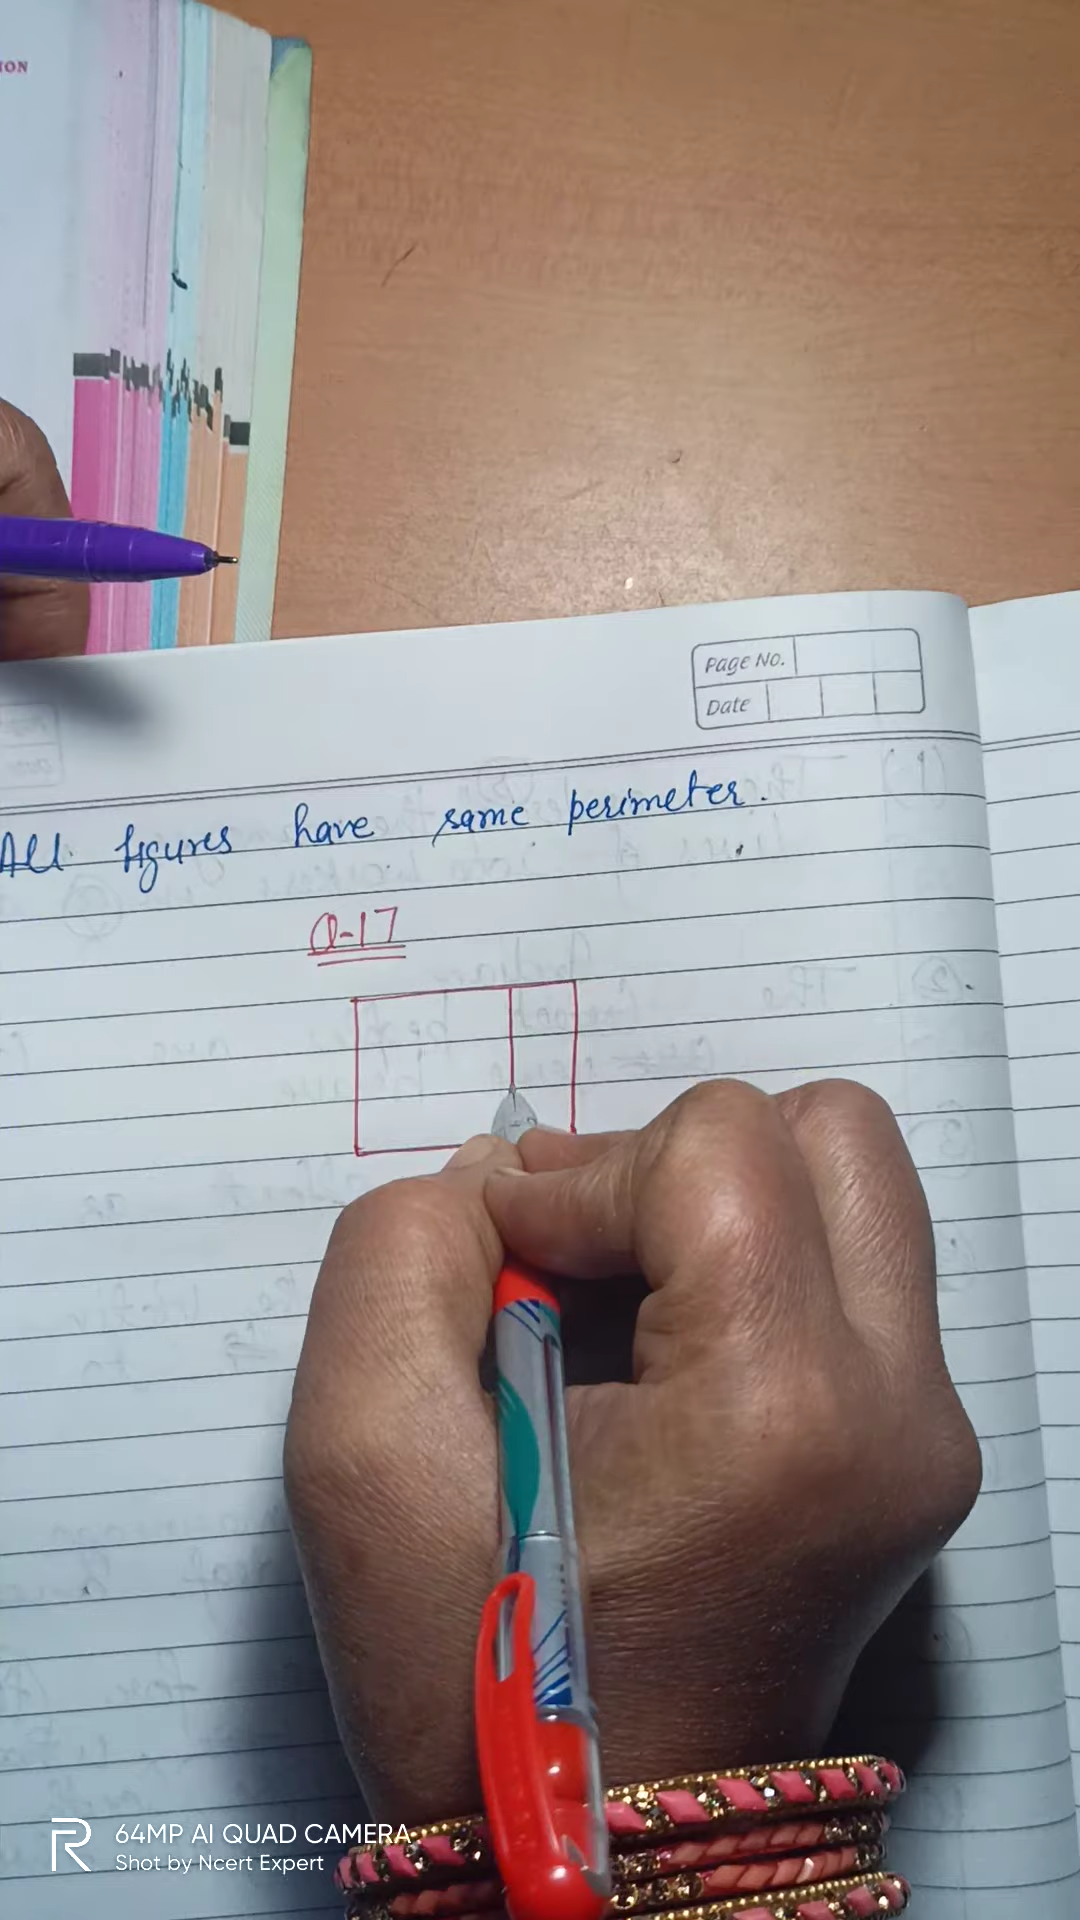 ION
Page No.
Date
All figures have same perimeter.
Q-17
64MP AI QUAD CAMERA
Shot by Ncert Expert